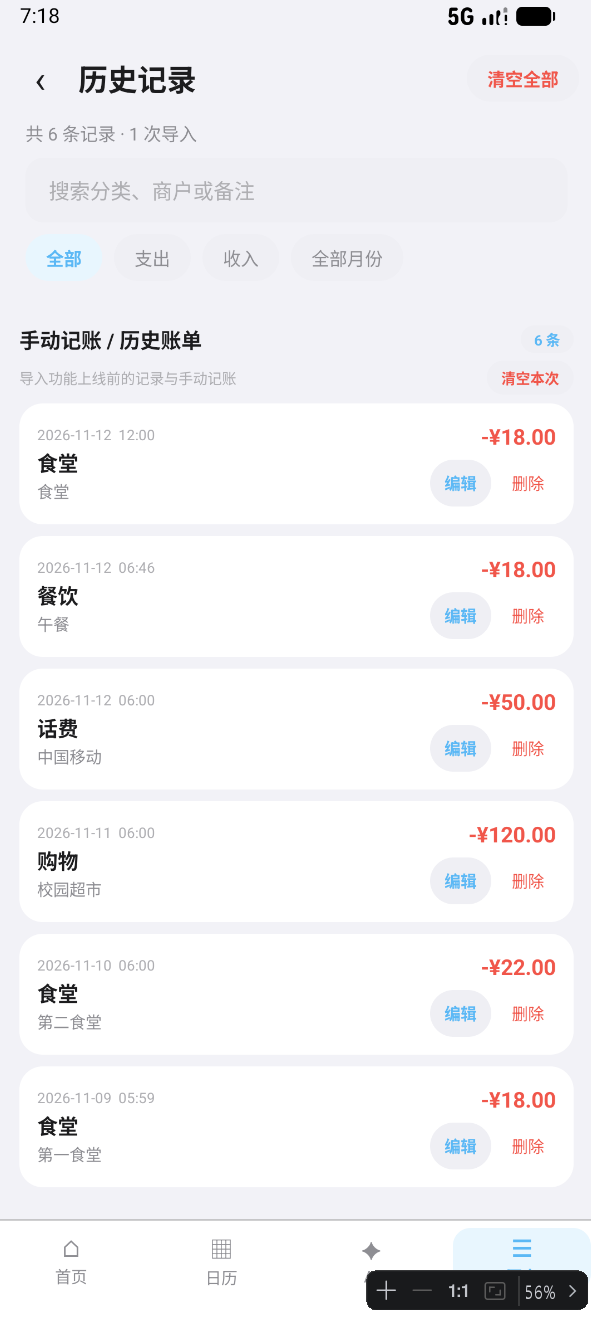 7:18 5G
‹ 历史记录 清空全部
共 6 条记录 · 1 次导入
搜索分类、商户或备注
全部 支出 收入 全部月份
手动记账 / 历史账单 6 条
导入功能上线前的记录与手动记账 清空本次
2026-11-12 12:00 -¥18.00
食堂
食堂 编辑 删除
2026-11-12 06:46 -¥18.00
餐饮
午餐 编辑 删除
2026-11-12 06:00 -¥50.00
话费
中国移动 编辑 删除
2026-11-11 06:00 -¥120.00
购物
校园超市 编辑 删除
2026-11-10 06:00 -¥22.00
食堂
第二食堂 编辑 删除
2026-11-09 05:59 -¥18.00
食堂
第一食堂 编辑 删除
首页 日历
1:1 56%